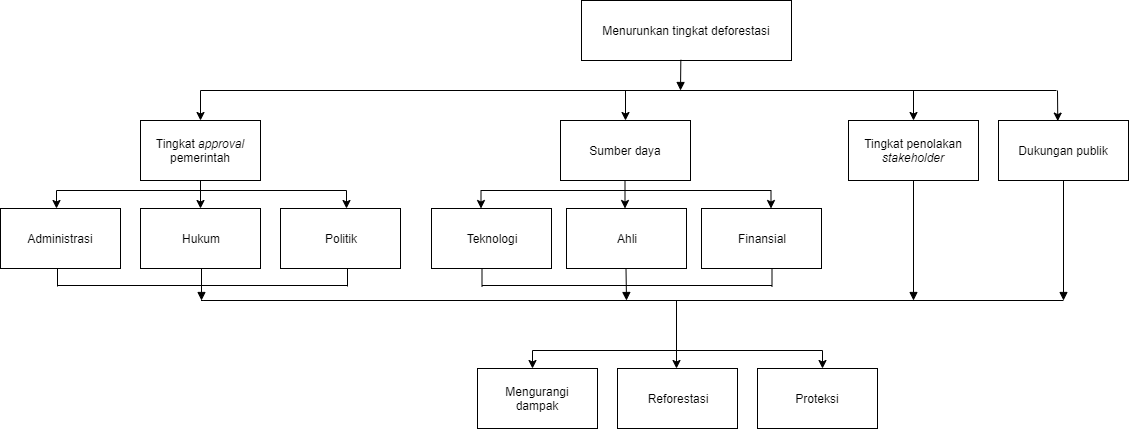 Menurunkan tingkat deforestasi
Tingkat approval
pemerintah
Sumber daya
Tingkat penolakan
stakeholder
Dukungan publik
Administrasi
Hukum
Politik
Teknologi
Ahli
Finansial
Mengurangi
dampak
Reforestasi
Proteksi